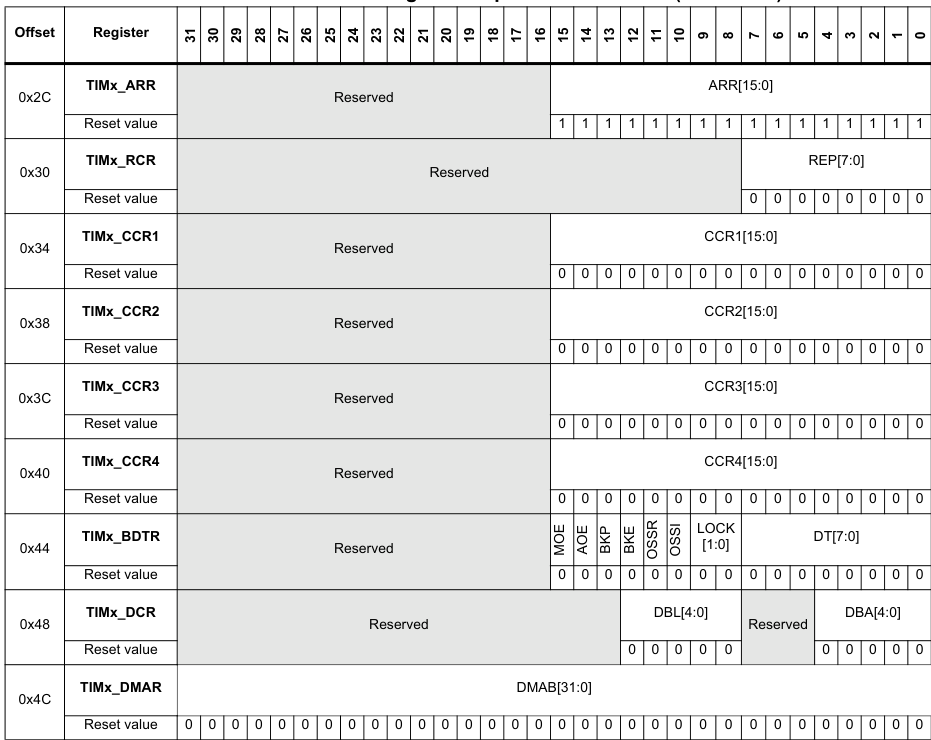 Offset Register 31 30 29 28 27 26 25 24 23 22 21 20 19 18 17 16 15 14 13 12 11 10 9 8 7 6 5 4 3 2 1 0
0x2C TIMx_ARR Reserved ARR[15:0]
Reset value 1 1 1 1 1 1 1 1 1 1 1 1 1 1 1 1
0x30 TIMx_RCR Reserved REP[7:0]
Reset value 0 0 0 0 0 0 0 0
0x34 TIMx_CCR1 Reserved CCR1[15:0]
Reset value 0 0 0 0 0 0 0 0 0 0 0 0 0 0 0 0
0x38 TIMx_CCR2 Reserved CCR2[15:0]
Reset value 0 0 0 0 0 0 0 0 0 0 0 0 0 0 0 0
0x3C TIMx_CCR3 Reserved CCR3[15:0]
Reset value 0 0 0 0 0 0 0 0 0 0 0 0 0 0 0 0
0x40 TIMx_CCR4 Reserved CCR4[15:0]
Reset value 0 0 0 0 0 0 0 0 0 0 0 0 0 0 0 0
0x44 TIMx_BDTR Reserved MOE AOE BKP BKE OSSR OSSI LOCK [1:0] DT[7:0]
Reset value 0 0 0 0 0 0 0 0 0 0 0 0 0 0 0 0
0x48 TIMx_DCR Reserved DBL[4:0] Reserved DBA[4:0]
Reset value 0 0 0 0 0 0 0 0 0 0
0x4C TIMx_DMAR DMAB[31:0]
Reset value 0 0 0 0 0 0 0 0 0 0 0 0 0 0 0 0 0 0 0 0 0 0 0 0 0 0 0 0 0 0 0 0